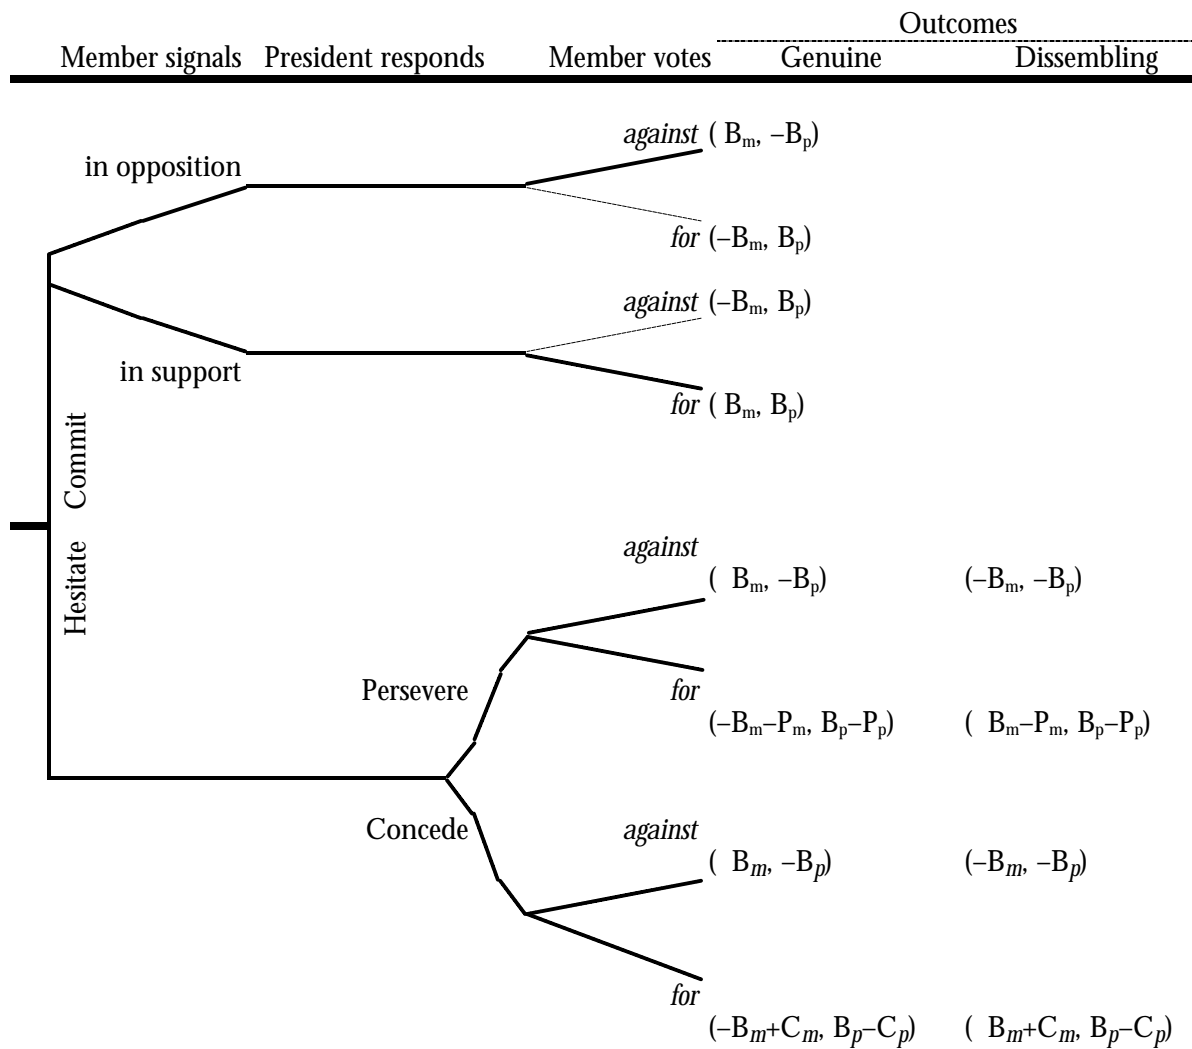 Outcomes
Member signals President responds Member votes Genuine Dissembling
against ( Bm, –Bp)
in opposition
for (–Bm, Bp)
against (–Bm, Bp)
in support
for ( Bm, Bp)
Commit
Hesitate
against
( Bm, –Bp) (–Bm, –Bp)
Persevere
for
(–Bm–Pm, Bp–Pp) ( Bm–Pm, Bp–Pp)
Concede
against
( Bm, –Bp) (–Bm, –Bp)
for
(–Bm+Cm, Bp–Cp) ( Bm+Cm, Bp–Cp)